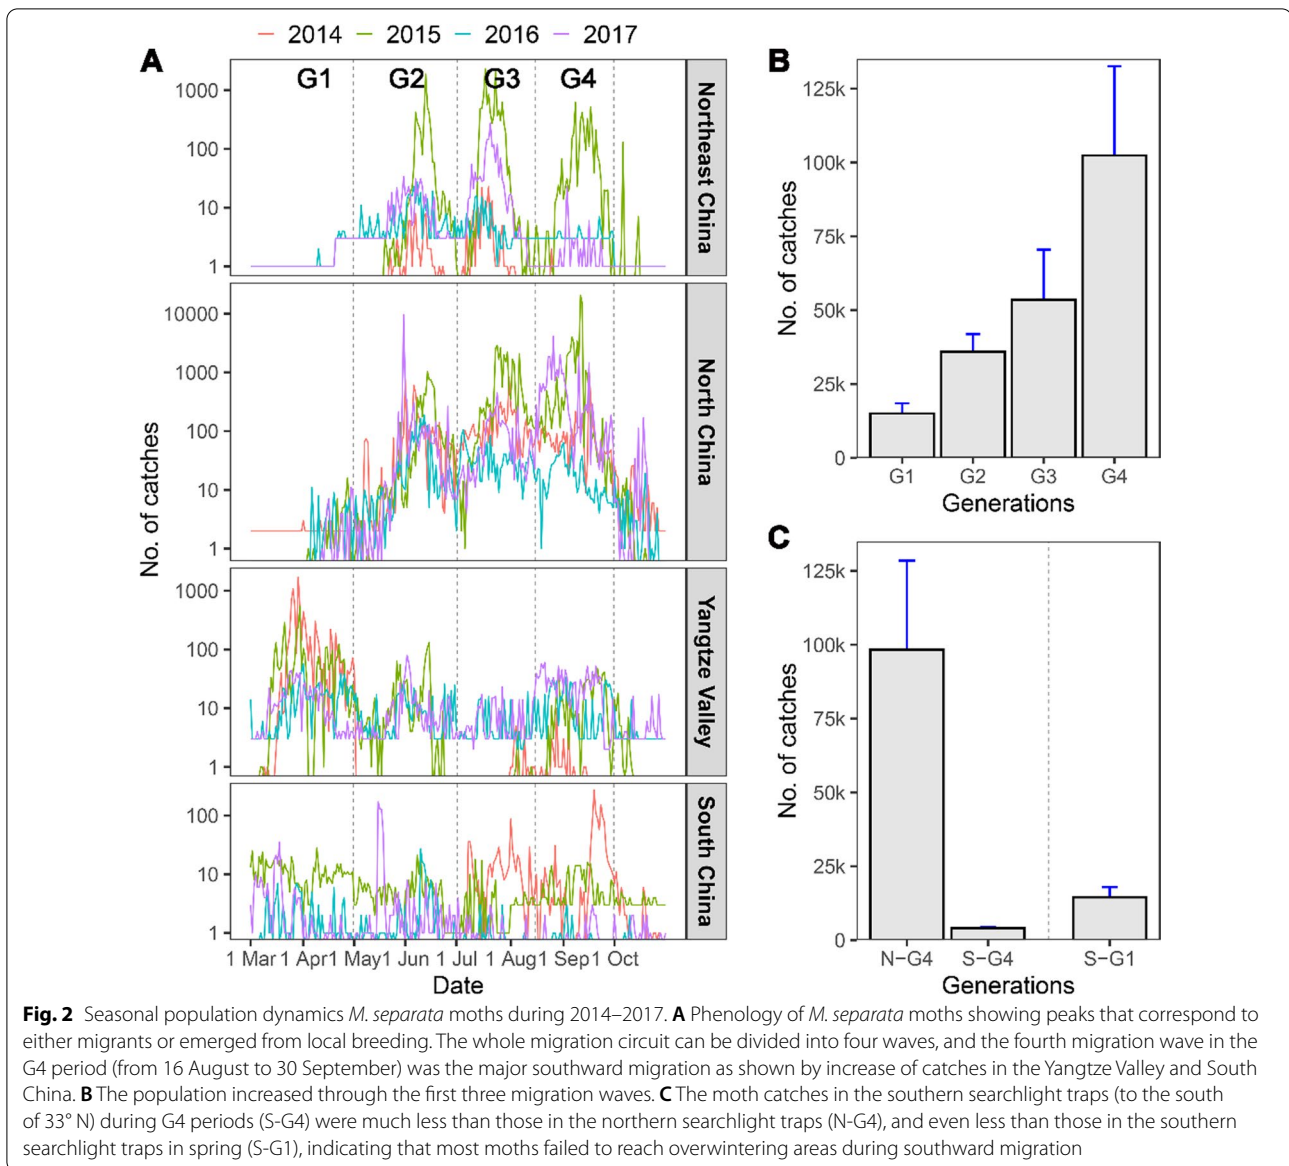 2014 2015 2016 2017
A
G1 G2 G3 G4
1000
100
10
1
Northeast China
10000
1000
100
10
1
North China
1000
100
10
1
Yangtze Valley
100
10
1
South China
No. of catches
1 Mar 1 Apr 1 May 1 Jun 1 Jul 1 Aug 1 Sep 1 Oct
Date
B
125k
100k
75k
50k
25k
0
No. of catches
G1 G2 G3 G4
Generations
C
125k
100k
75k
50k
25k
0
No. of catches
N−G4 S−G4 S−G1
Generations
Fig. 2 Seasonal population dynamics M. separata moths during 2014–2017. A Phenology of M. separata moths showing peaks that correspond to
either migrants or emerged from local breeding. The whole migration circuit can be divided into four waves, and the fourth migration wave in the
G4 period (from 16 August to 30 September) was the major southward migration as shown by increase of catches in the Yangtze Valley and South
China. B The population increased through the first three migration waves. C The moth catches in the southern searchlight traps (to the south
of 33° N) during G4 periods (S-G4) were much less than those in the northern searchlight traps (N-G4), and even less than those in the southern
searchlight traps in spring (S-G1), indicating that most moths failed to reach overwintering areas during southward migration